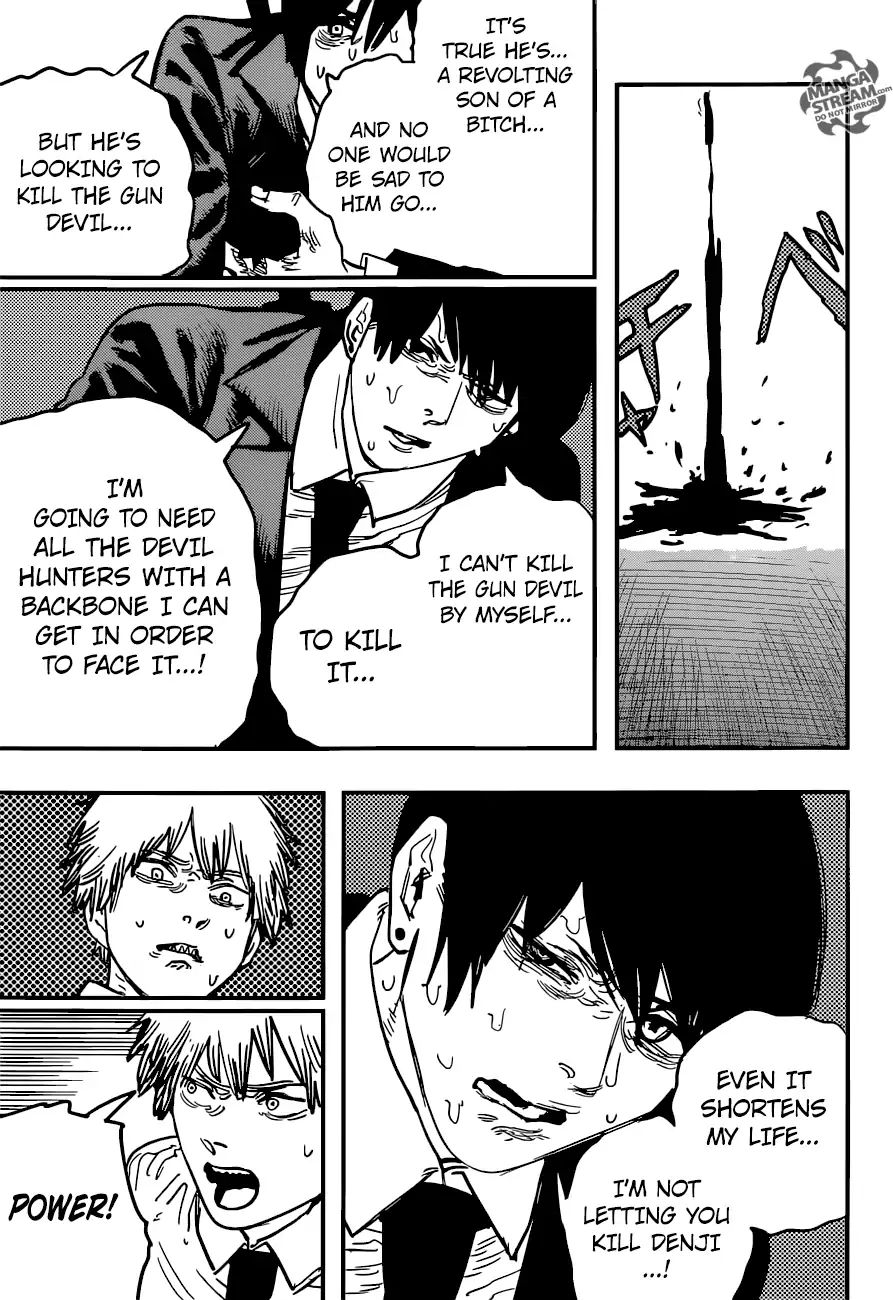 IT'S
TRUE HE'S...
A REVOLTING
SON OF A
BITCH...
AND NO
ONE WOULD
BE SAD TO
HIM GO...
BUT HE'S
LOOKING TO
KILL THE GUN
DEVIL...
MANGA
STREAM.com
DO NOT MIRROR
I CAN'T KILL
THE GUN DEVIL
BY MYSELF...
TO KILL
IT...
I'M
GOING TO NEED
ALL THE DEVIL
HUNTERS WITH A
BACKBONE I CAN
GET IN ORDER
TO FACE IT...!
EVEN IT
SHORTENS
MY LIFE...
I'M NOT
LETTING YOU
KILL DENJI
...!
POWER!